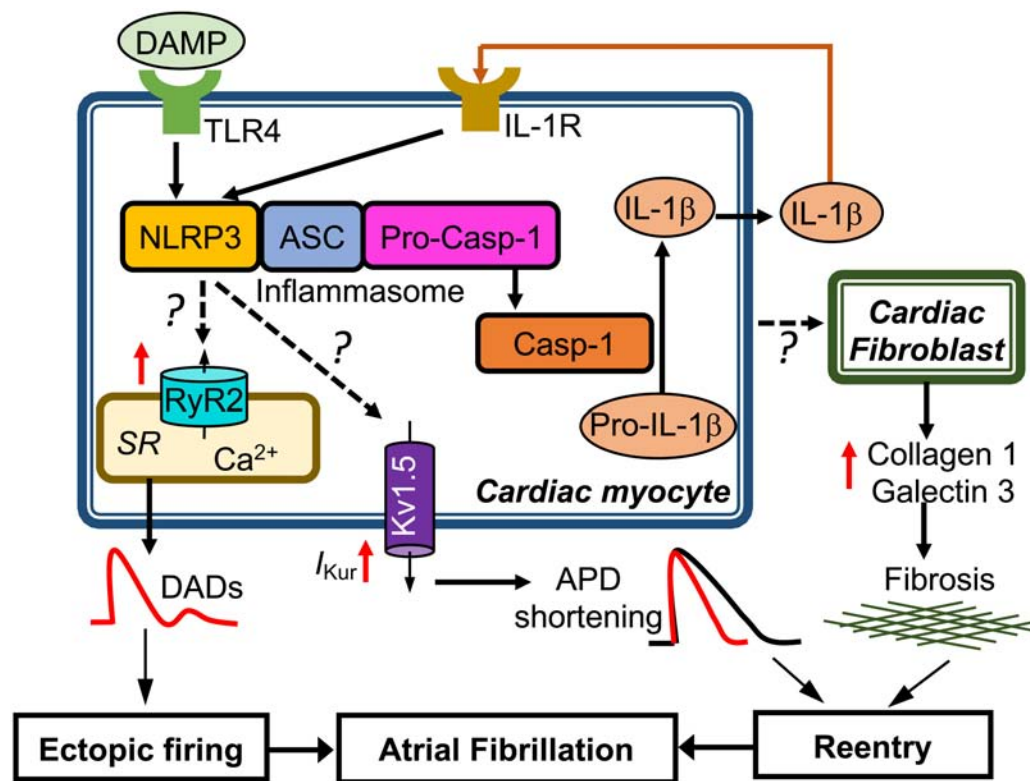 DAMP
TLR4
IL-1R
NLRP3
ASC
Pro-Casp-1
IL-1β
IL-1β
Inflammasome
?
?
Casp-1
?
Cardiac
Fibroblast
RyR2
SR
Ca²⁺
Pro-IL-1β
Kv1.5
Cardiac myocyte
Collagen 1
Galectin 3
DADs
I_Kur
APD
shortening
Fibrosis
Ectopic firing
Atrial Fibrillation
Reentry